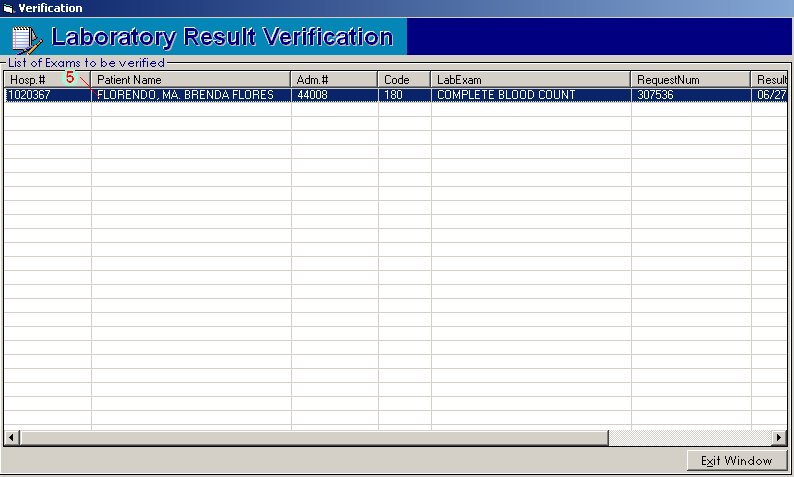 Verification
Laboratory Result Verification
List of Exams to be verified
Hosp.# 5 Patient Name Adm.# Code LabExam RequestNum Result
1020367 FLORENDO, MA. BRENDA FLORES 44008 180 COMPLETE BLOOD COUNT 307536 06/27
Exit Window